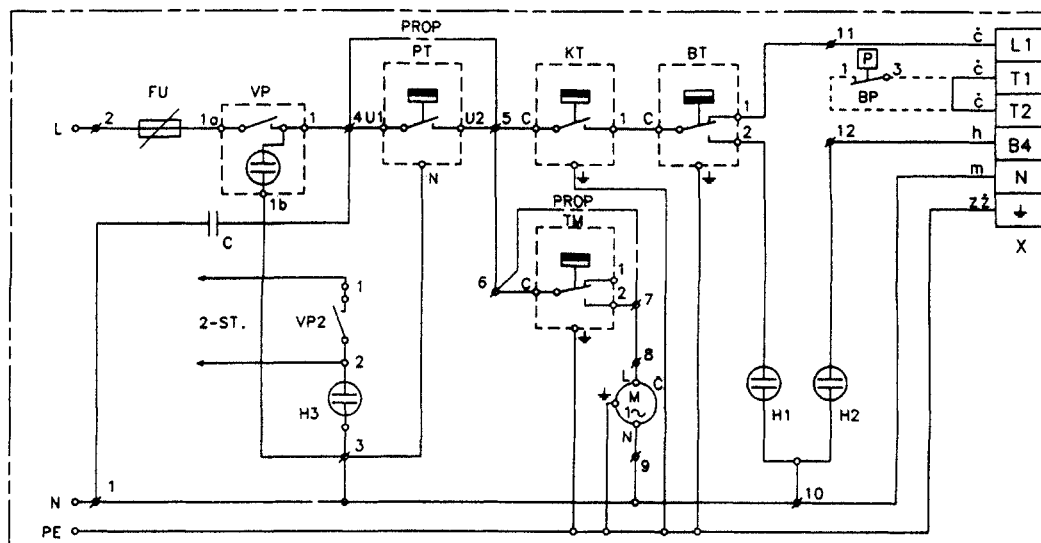 PROP
PT
KT
BT
11
č
L1
P
1
3
č
T1
BP
č
T2
FU
VP
L
2
1a
1
4
U1
U2
5
C
1
C
1
2
12
h
B4
N
m
N
1b
PROP
zž
C
TM
X
6
C
1
2
7
1
2-ST.
VP2
2
8
L
Č
M
1~
H3
H1
H2
N
3
9
N
1
10
PE